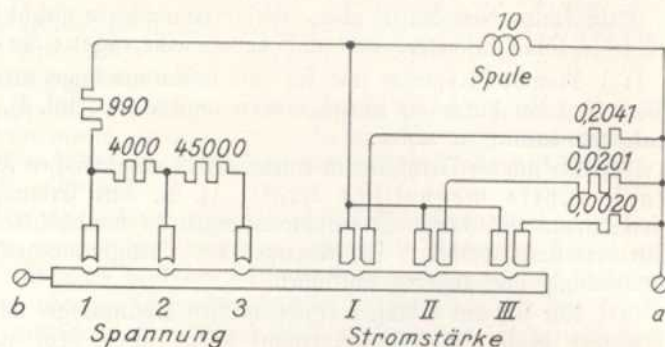 10
Spule
990
0,2041
4000 45000
0,0201
0,0020
b 1 2 3 I II III a
Spannung Stromstärke